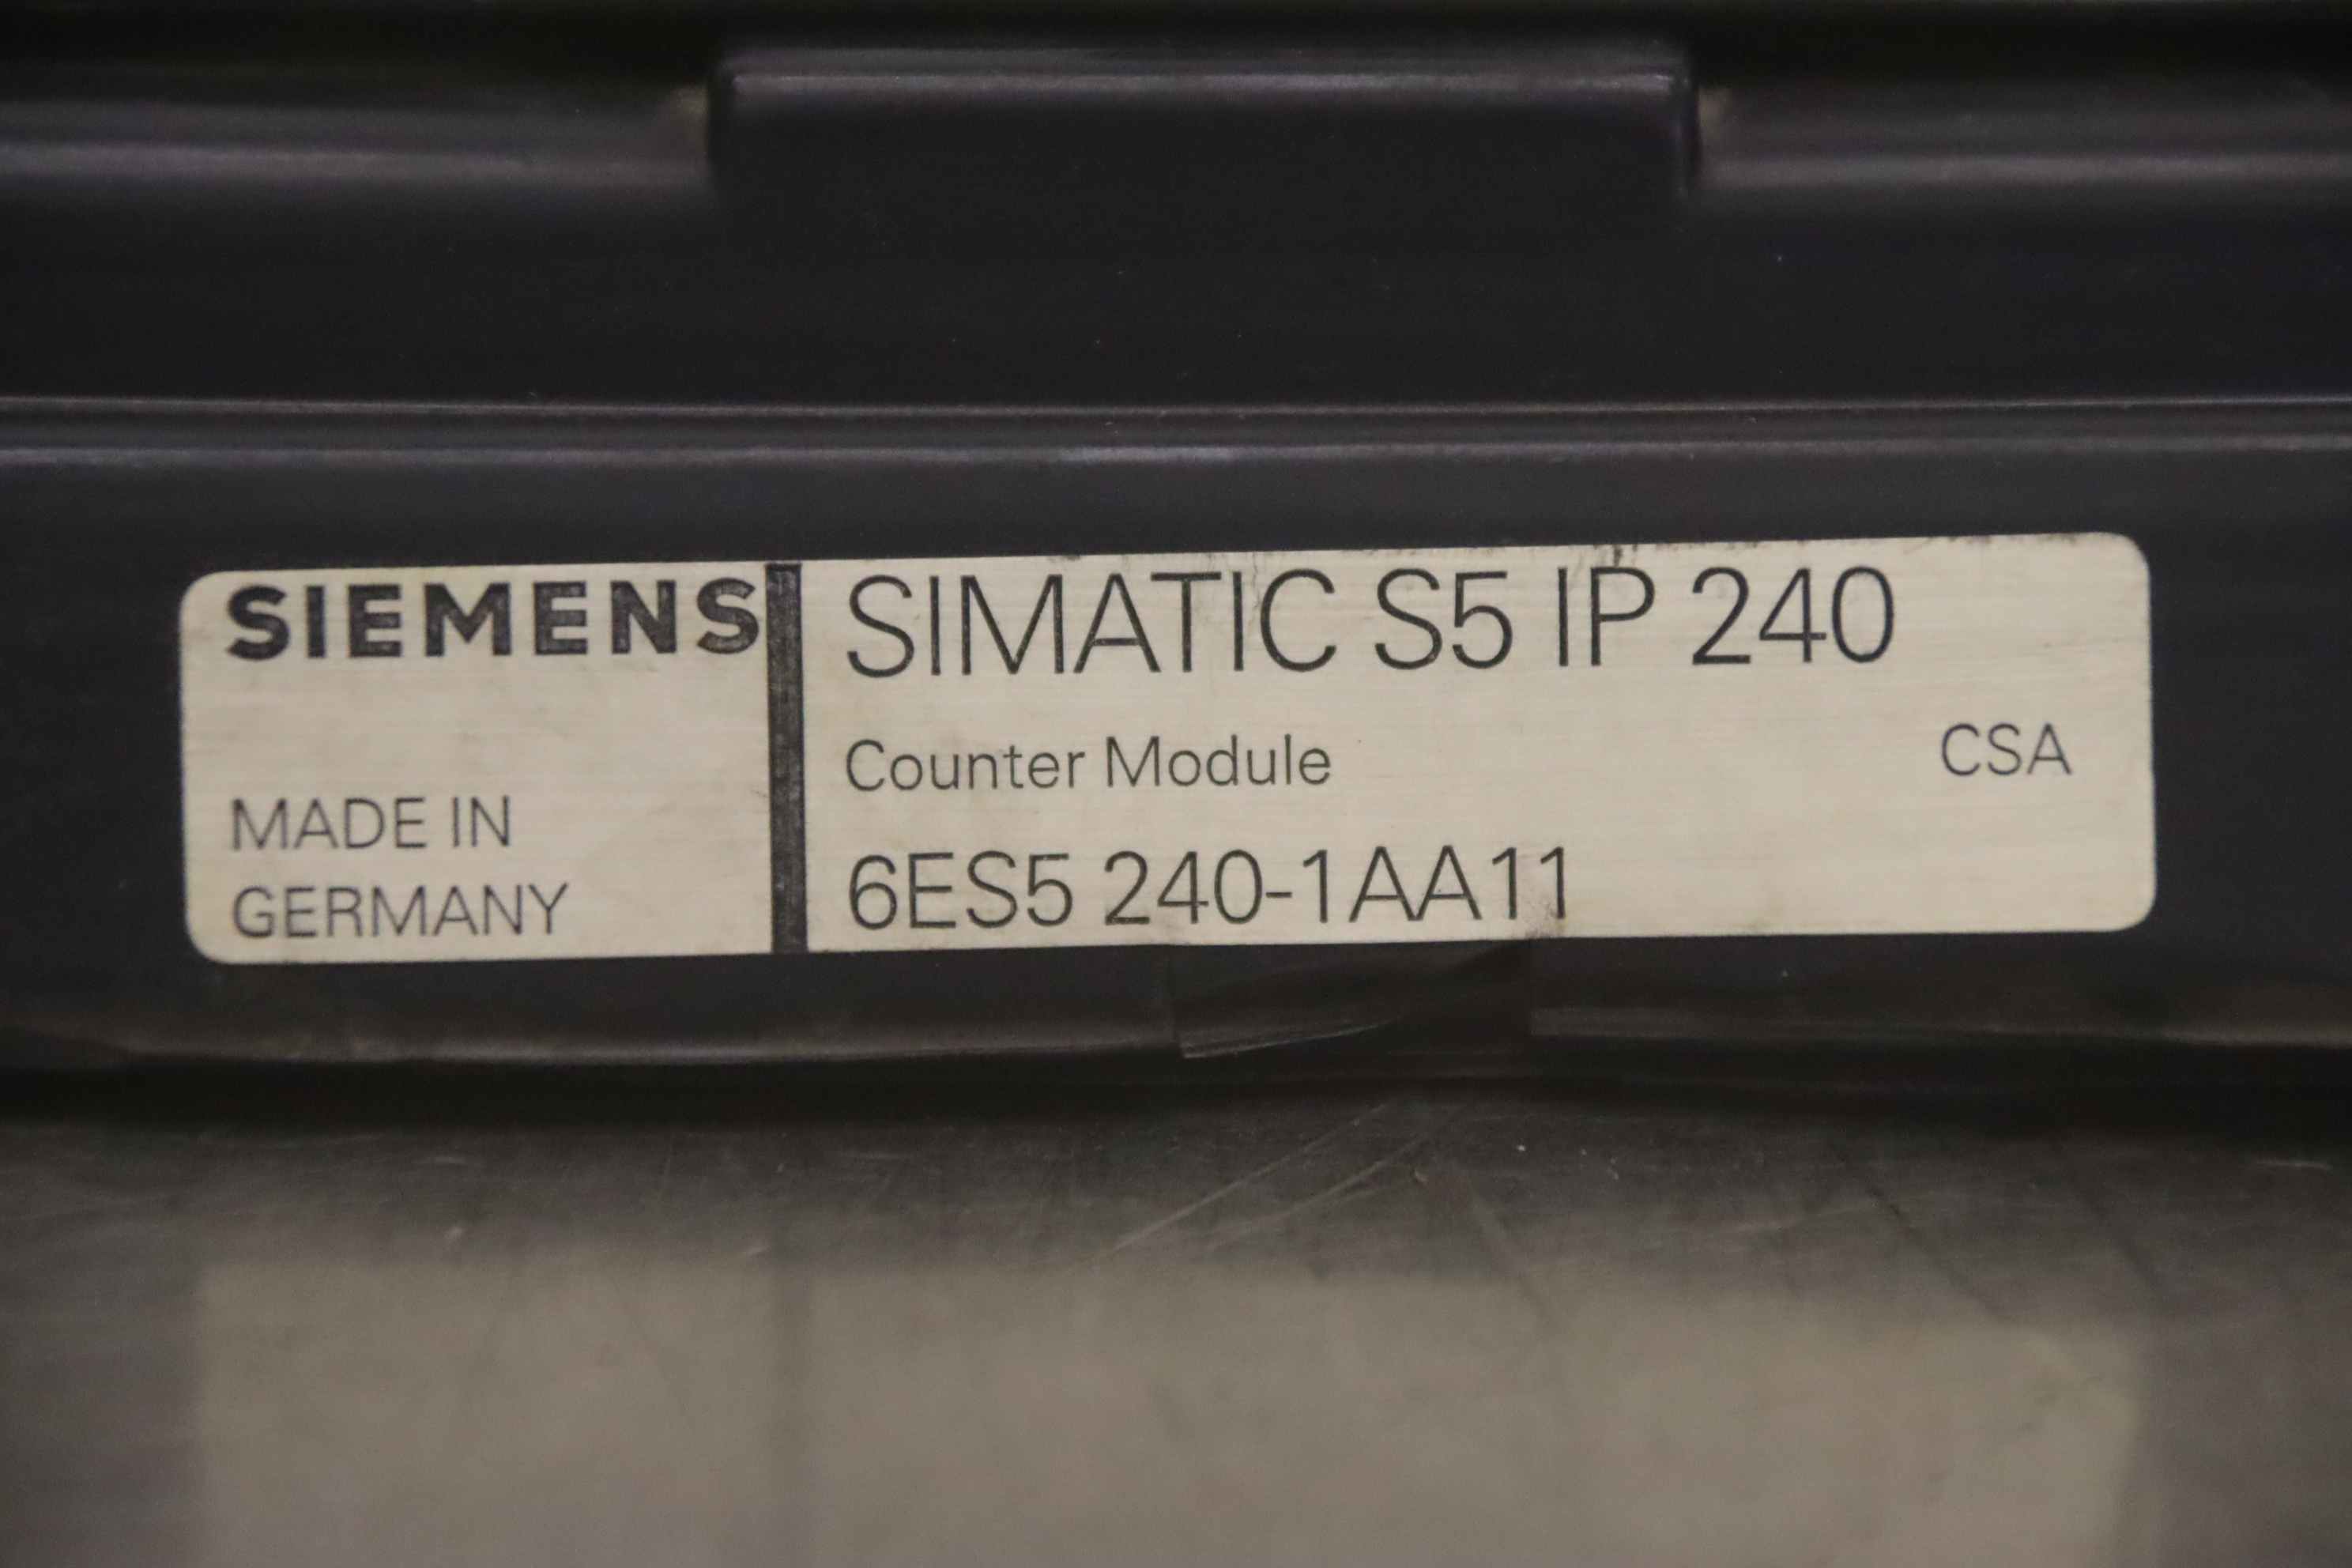 SIEMENS
MADE IN
GERMANY
SIMATIC S5 IP 240
Counter Module
CSA
6ES5 240-1AA11